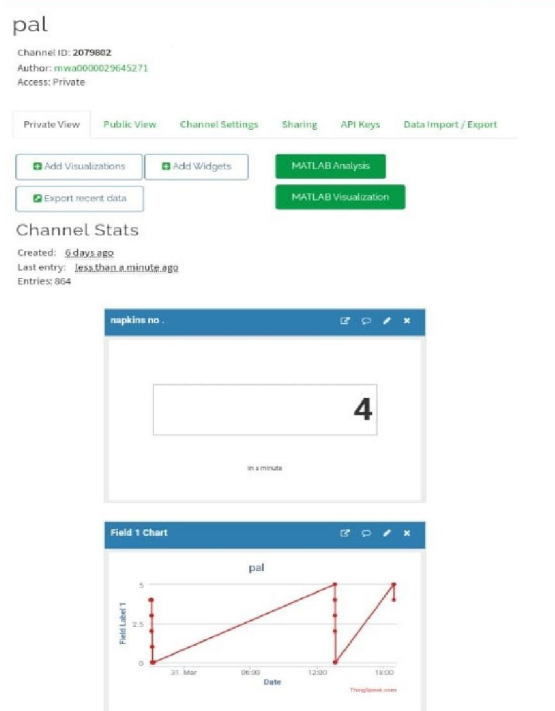 pal
Channel ID: 2079802
Author: mwa0000029645271
Access: Private
Private View Public View Channel Settings Sharing API Keys Data Import / Export
Add Visualizations Add Widgets MATLAB Analysis
Export recent data MATLAB Visualization
Channel Stats
Created: 6 days ago
Last entry: less than a minute ago
Entries: 864
napkins no .
4
in a minute
Field 1 Chart
pal
5
2.5
0
Field Label 1
31. Mar 06:00 12:00 18:00
Date
ThingSpeak.com